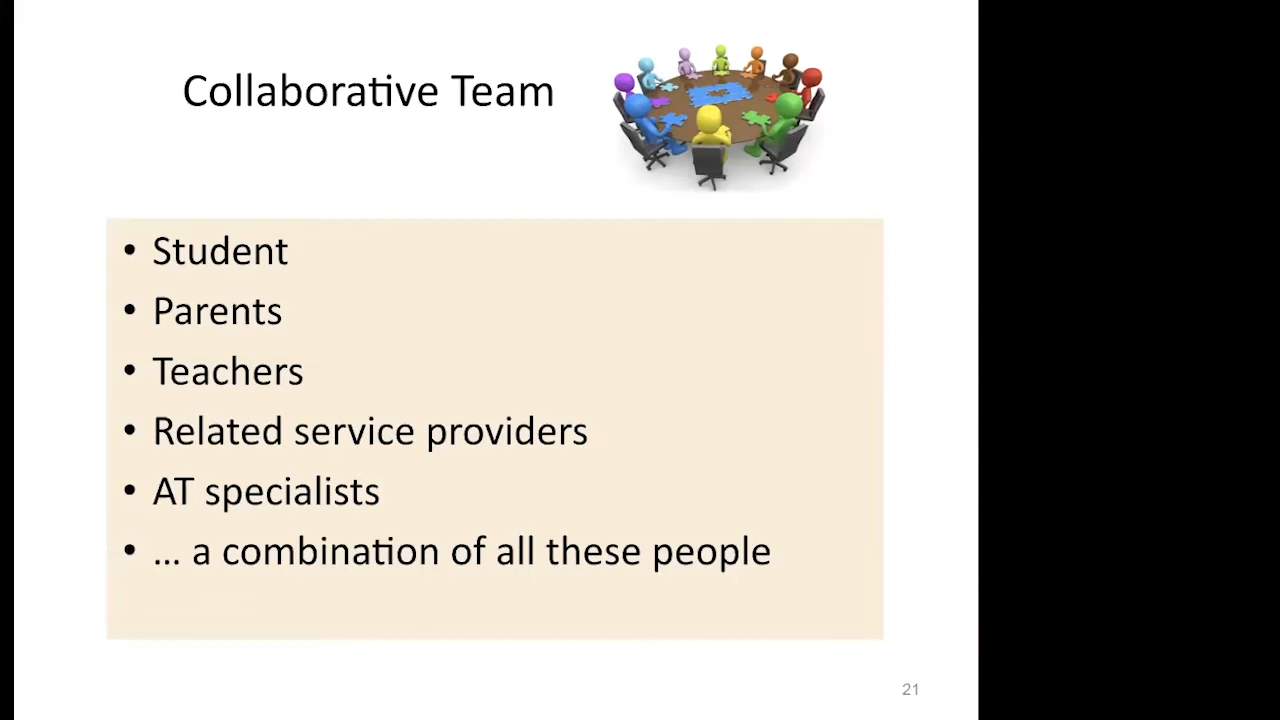 Collaborative Team
• Student
• Parents
• Teachers
• Related service providers
• AT specialists
• … a combination of all these people
21